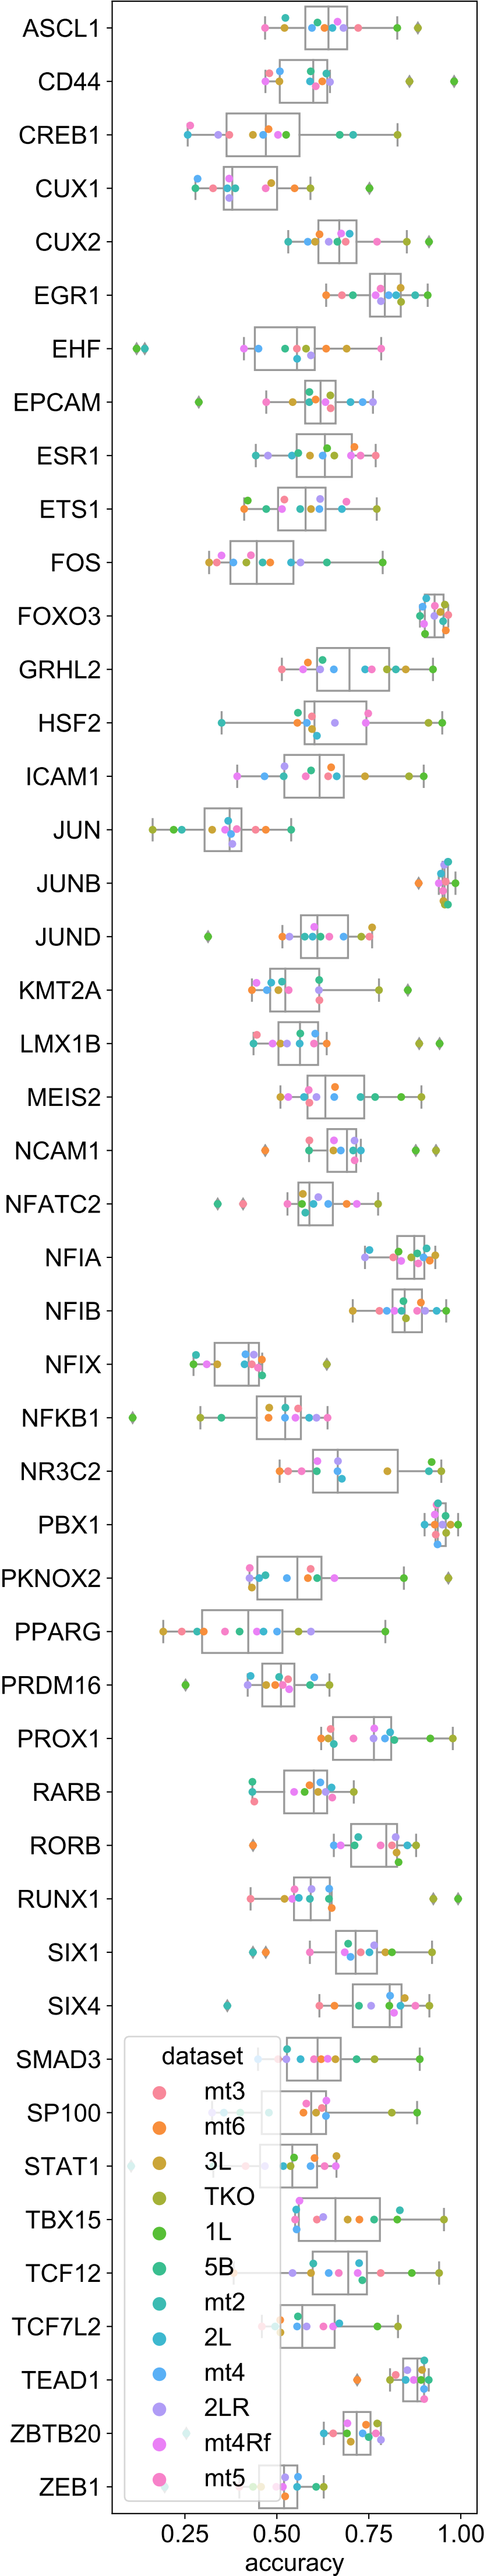 ASCL1
CD44
CREB1
CUX1
CUX2
EGR1
EHF
EPCAM
ESR1
ETS1
FOS
FOXO3
GRHL2
HSF2
ICAM1
JUN
JUNB
JUND
KMT2A
LMX1B
MEIS2
NCAM1
NFATC2
NFIA
NFIB
NFIX
NFKB1
NR3C2
PBX1
PKNOX2
PPARG
PRDM16
PROX1
RARB
RORB
RUNX1
SIX1
SIX4
SMAD3
SP100
STAT1
TBX15
TCF12
TCF7L2
TEAD1
ZBTB20
ZEB1
dataset
mt3
mt6
3L
TKO
1L
5B
mt2
2L
mt4
2LR
mt4Rf
mt5
0.25 0.50 0.75 1.00
accuracy